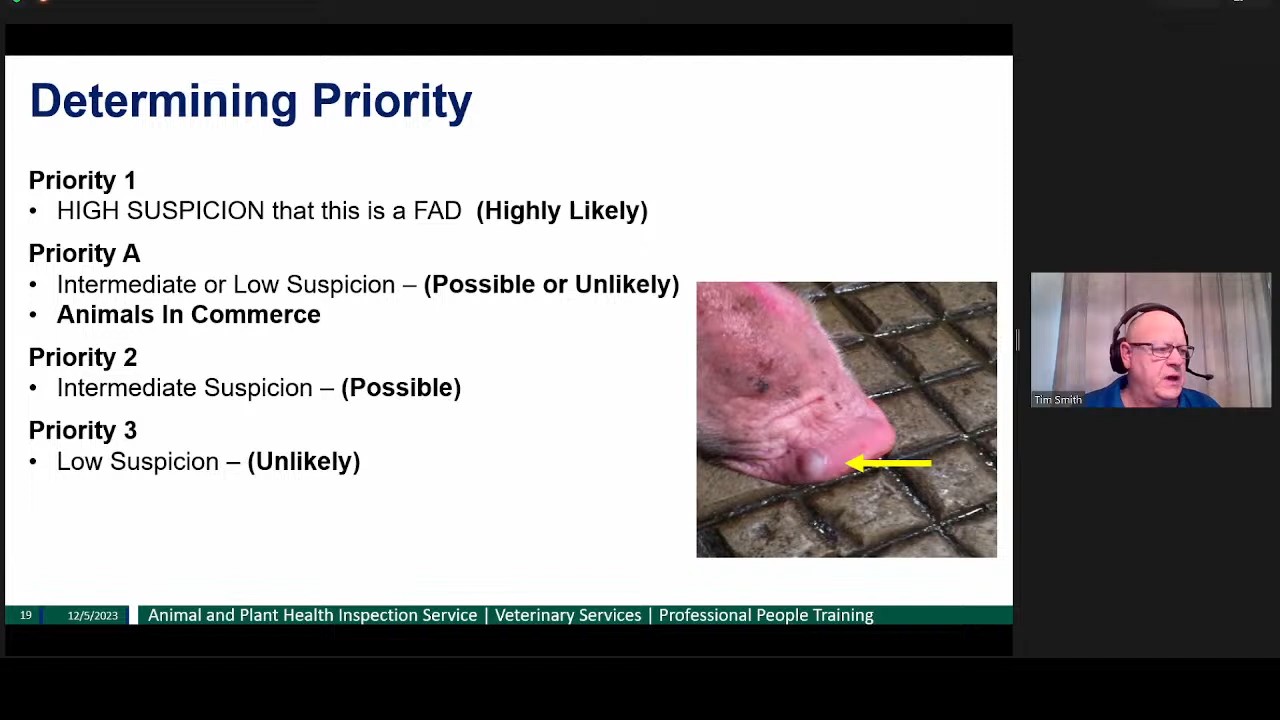 Determining Priority
Priority 1
• HIGH SUSPICION that this is a FAD (Highly Likely)
Priority A
• Intermediate or Low Suspicion – (Possible or Unlikely)
• Animals In Commerce
Priority 2
• Intermediate Suspicion – (Possible)
Priority 3
• Low Suspicion – (Unlikely)
19 12/5/2023 Animal and Plant Health Inspection Service | Veterinary Services | Professional People Training
Tim Smith